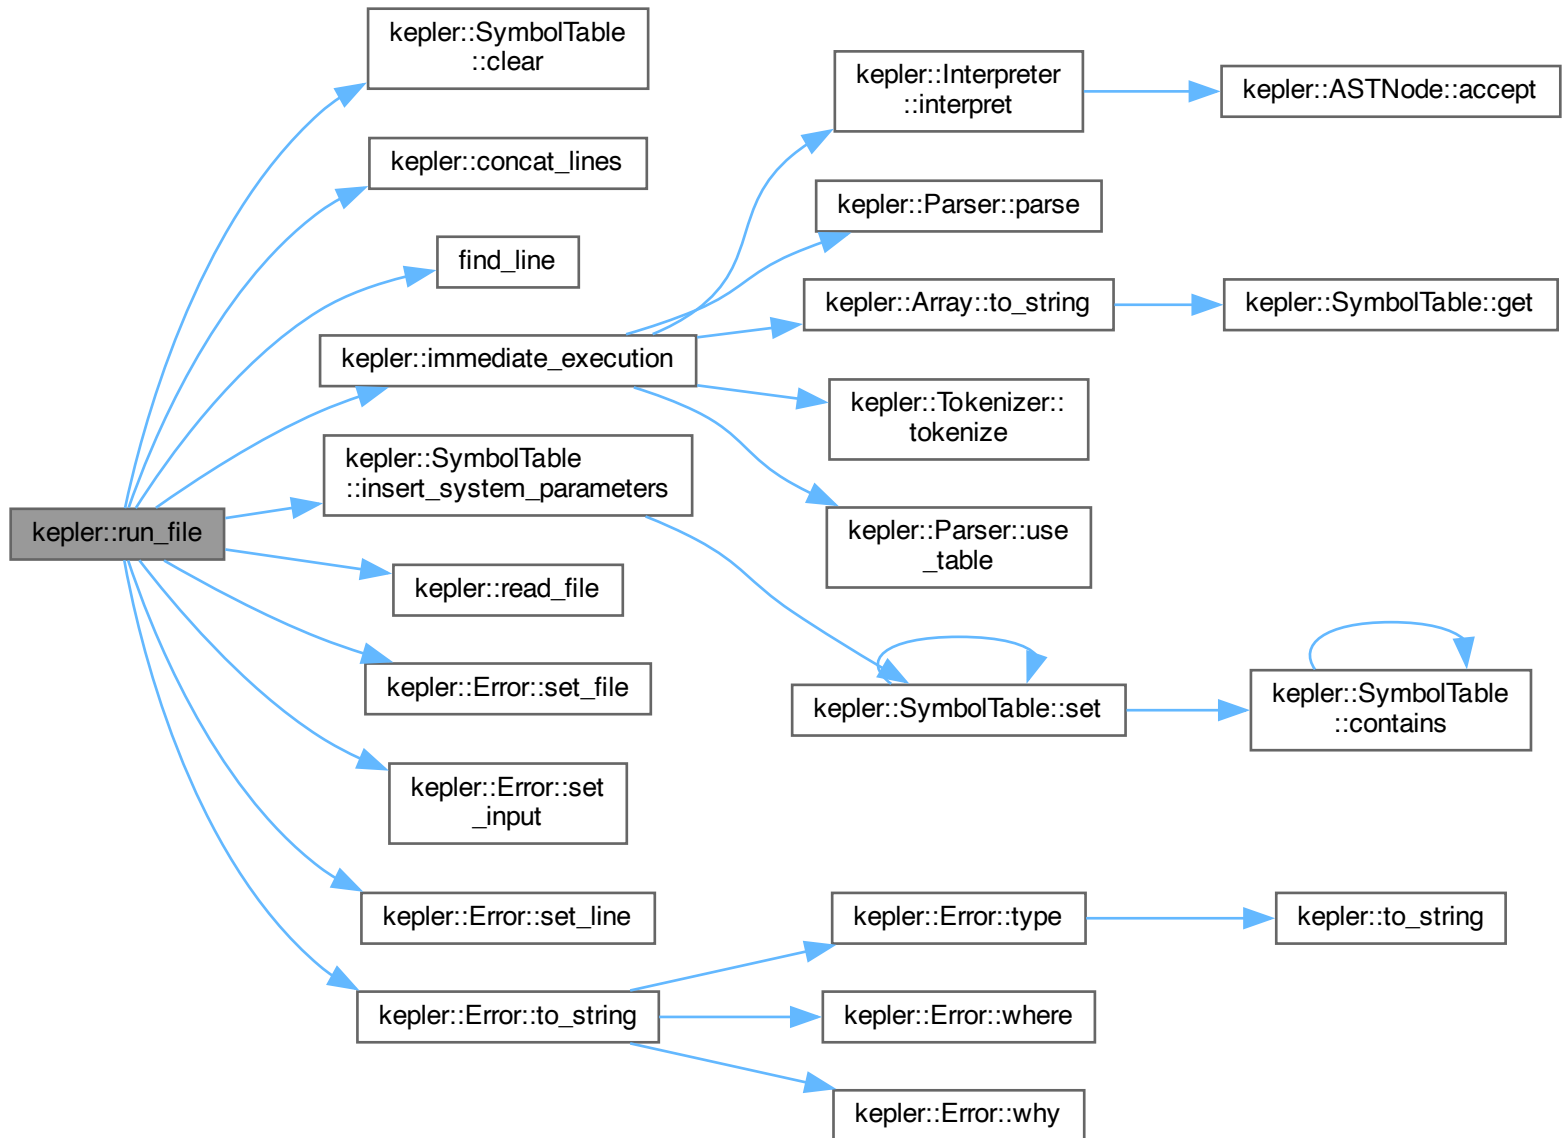 kepler::run_file
kepler::SymbolTable
::clear
kepler::concat_lines
find_line
kepler::immediate_execution
kepler::SymbolTable
::insert_system_parameters
kepler::read_file
kepler::Error::set_file
kepler::Error::set
_input
kepler::Error::set_line
kepler::Error::to_string
kepler::Interpreter
::interpret
kepler::Parser::parse
kepler::Array::to_string
kepler::Tokenizer::
tokenize
kepler::Parser::use
_table
kepler::SymbolTable::set
kepler::Error::type
kepler::Error::where
kepler::Error::why
kepler::ASTNode::accept
kepler::SymbolTable::get
kepler::SymbolTable
::contains
kepler::to_string